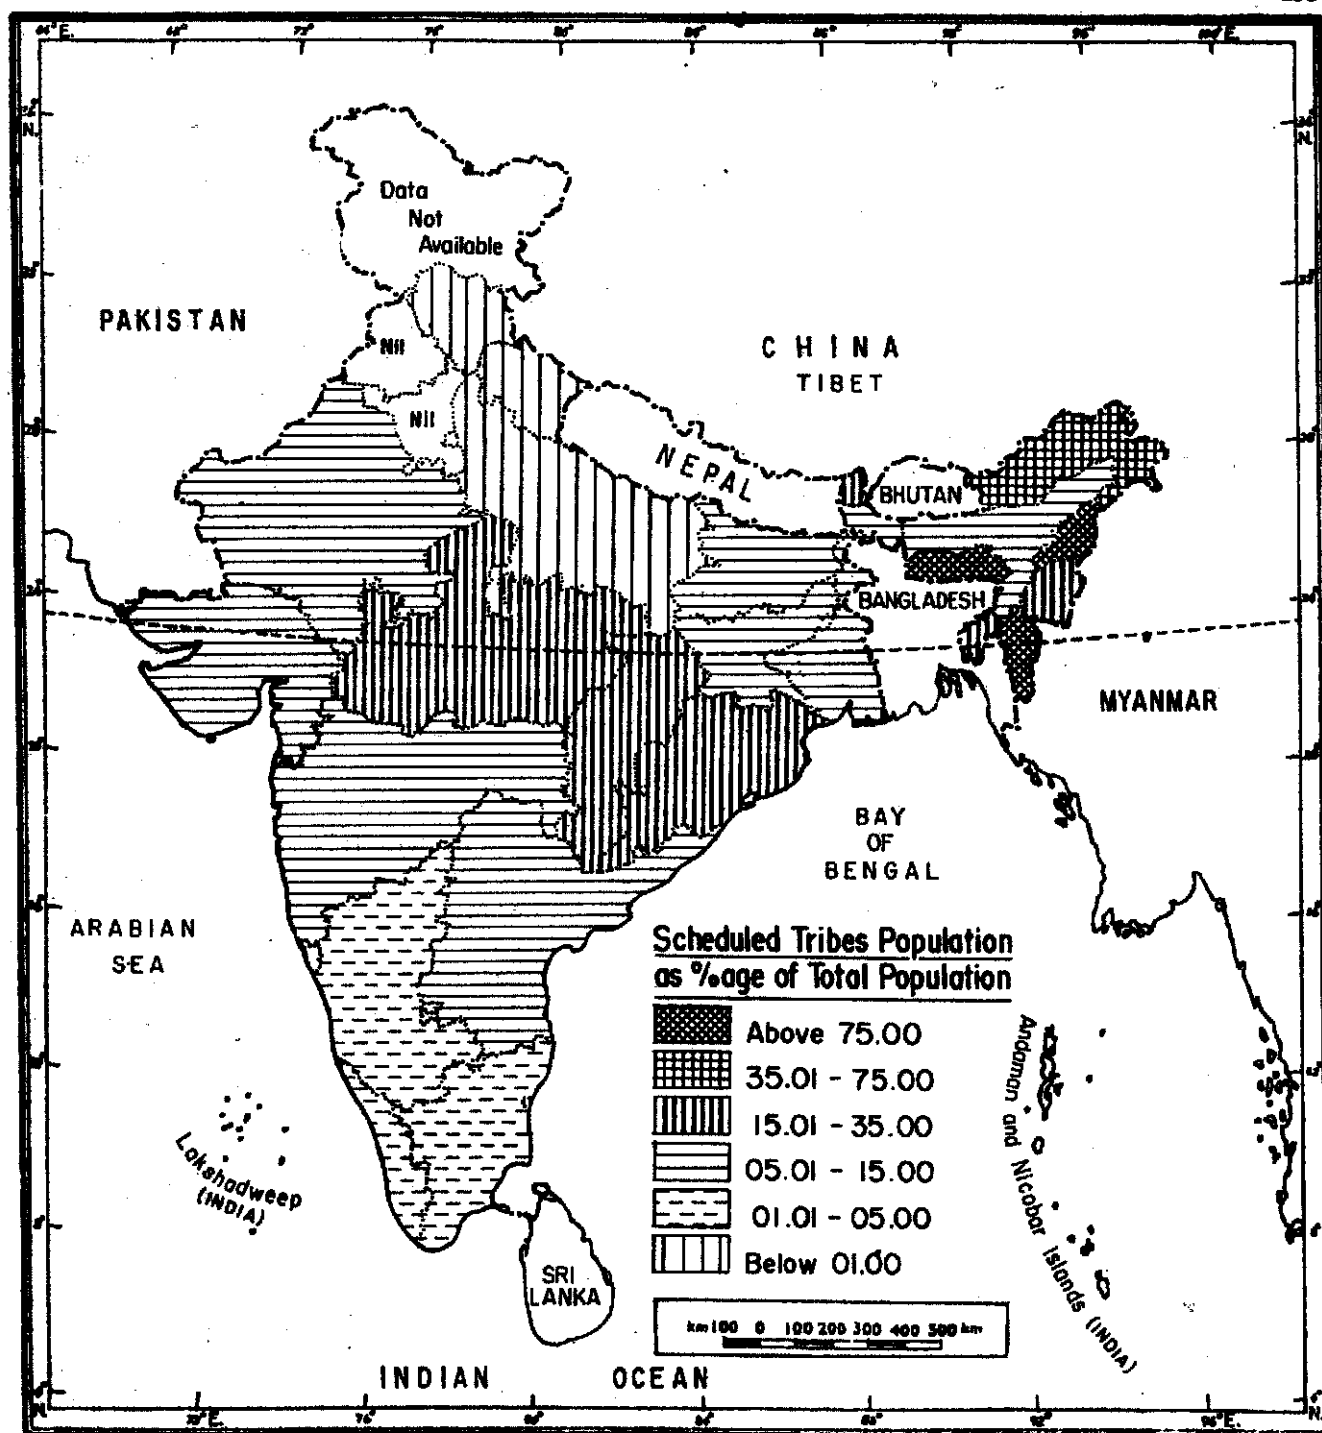 Data
Not
Available
PAKISTAN
Nil
Nil
CHINA
TIBET
NEPAL
BHUTAN
BANGLADESH
MYANMAR
BAY
OF
BENGAL
ARABIAN
SEA
Scheduled Tribes Population
as %age of Total Population
Above 75.00
35.01 - 75.00
15.01 - 35.00
05.01 - 15.00
01.01 - 05.00
Below 01.00
Lakshadweep
(INDIA)
Andaman and Nicobar Islands (INDIA)
SRI
LANKA
km 100 0 100 200 300 400 500 km
INDIAN OCEAN